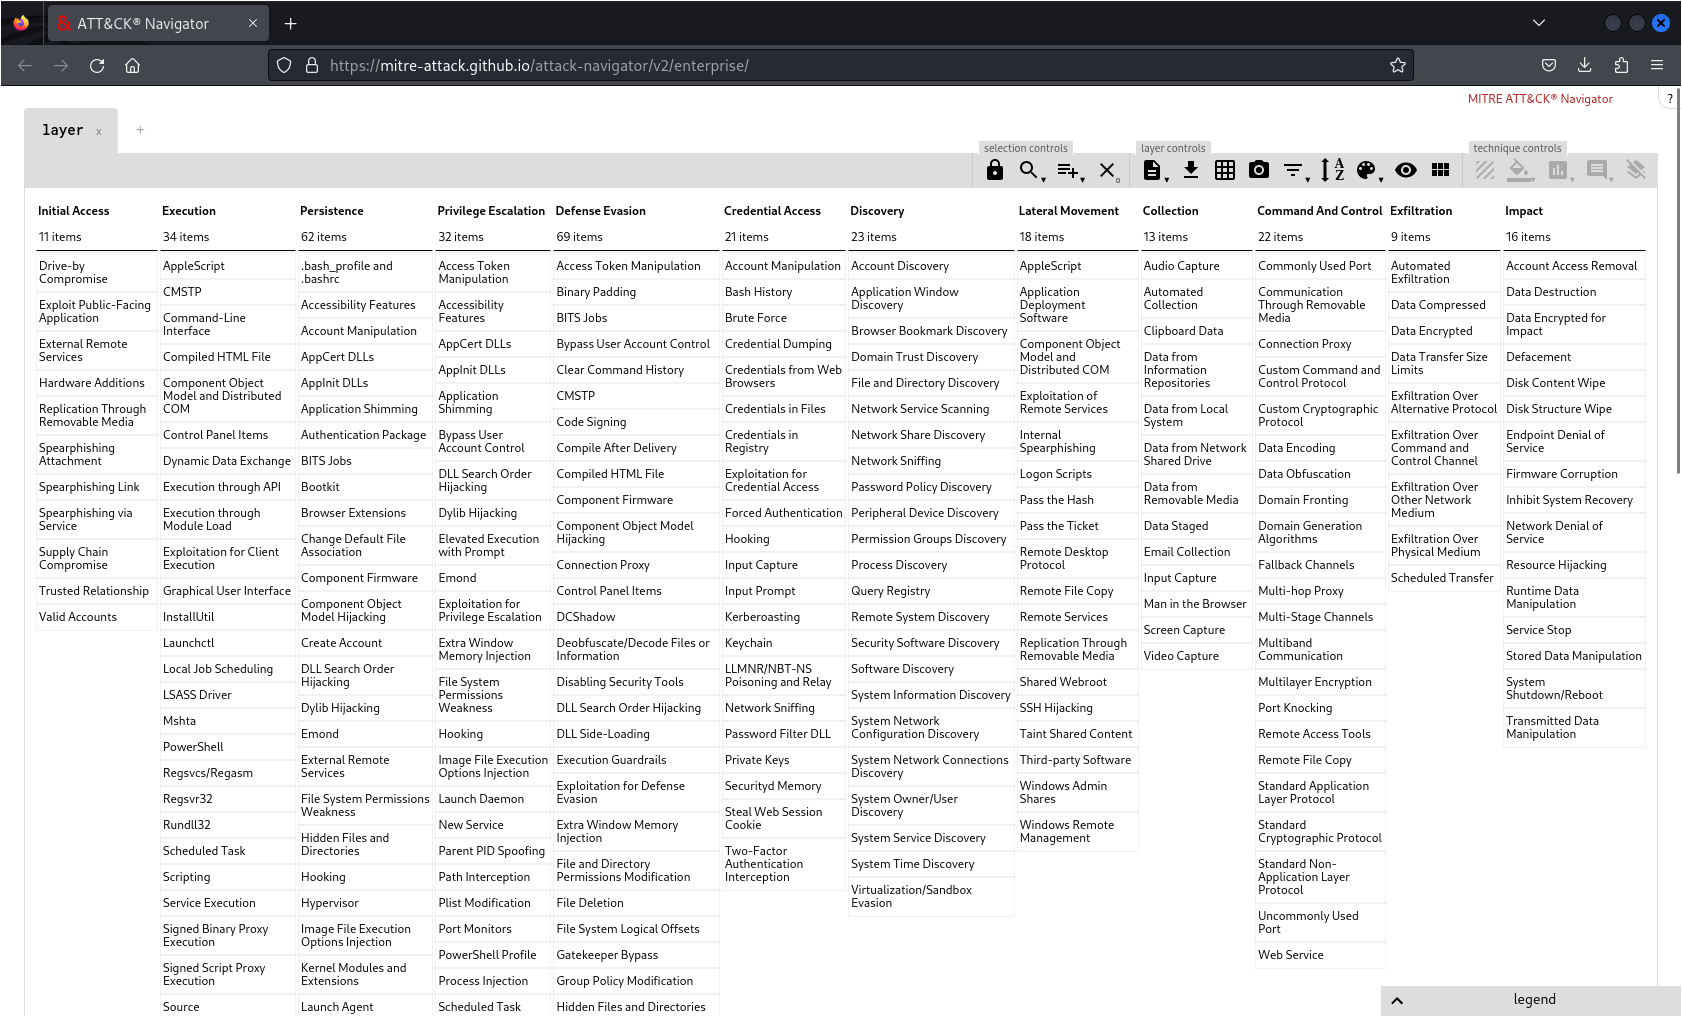 ATT&CK® Navigator
https://mitre-attack.github.io/attack-navigator/v2/enterprise/
MITRE ATT&CK® Navigator
?
layer x +
selection controls
layer controls
technique controls
0
A
Z
Initial Access
11 items
Drive-by
Compromise
Exploit Public-Facing
Application
External Remote
Services
Hardware Additions
Replication Through
Removable Media
Spearphishing
Attachment
Spearphishing Link
Spearphishing via
Service
Supply Chain
Compromise
Trusted Relationship
Valid Accounts
Execution
34 items
AppleScript
CMSTP
Command-Line
Interface
Compiled HTML File
Component Object
Model and Distributed
COM
Control Panel Items
Dynamic Data Exchange
Execution through API
Execution through
Module Load
Exploitation for Client
Execution
Graphical User Interface
InstallUtil
Launchctl
Local Job Scheduling
LSASS Driver
Mshta
PowerShell
Regsvcs/Regasm
Regsvr32
Rundll32
Scheduled Task
Scripting
Service Execution
Signed Binary Proxy
Execution
Signed Script Proxy
Execution
Source
Persistence
62 items
.bash_profile and
.bashrc
Accessibility Features
Account Manipulation
AppCert DLLs
AppInit DLLs
Application Shimming
Authentication Package
BITS Jobs
Bootkit
Browser Extensions
Change Default File
Association
Component Firmware
Component Object
Model Hijacking
Create Account
DLL Search Order
Hijacking
Dylib Hijacking
Emond
External Remote
Services
File System Permissions
Weakness
Hidden Files and
Directories
Hooking
Hypervisor
Image File Execution
Options Injection
Kernel Modules and
Extensions
Launch Agent
Privilege Escalation
32 items
Access Token
Manipulation
Accessibility
Features
AppCert DLLs
AppInit DLLs
Application
Shimming
Bypass User
Account Control
DLL Search Order
Hijacking
Dylib Hijacking
Elevated Execution
with Prompt
Emond
Exploitation for
Privilege Escalation
Extra Window
Memory Injection
File System
Permissions
Weakness
Hooking
Image File Execution
Options Injection
Launch Daemon
New Service
Parent PID Spoofing
Path Interception
Plist Modification
Port Monitors
PowerShell Profile
Process Injection
Scheduled Task
Defense Evasion
69 items
Access Token Manipulation
Binary Padding
BITS Jobs
Bypass User Account Control
Clear Command History
CMSTP
Code Signing
Compile After Delivery
Compiled HTML File
Component Firmware
Component Object Model
Hijacking
Connection Proxy
Control Panel Items
DCShadow
Deobfuscate/Decode Files or
Information
Disabling Security Tools
DLL Search Order Hijacking
DLL Side-Loading
Execution Guardrails
Exploitation for Defense
Evasion
Extra Window Memory
Injection
File and Directory
Permissions Modification
File Deletion
File System Logical Offsets
Gatekeeper Bypass
Group Policy Modification
Hidden Files and Directories
Credential Access
21 items
Account Manipulation
Bash History
Brute Force
Credential Dumping
Credentials from Web
Browsers
Credentials in Files
Credentials in
Registry
Exploitation for
Credential Access
Forced Authentication
Hooking
Input Capture
Input Prompt
Kerberoasting
Keychain
LLMNR/NBT-NS
Poisoning and Relay
Network Sniffing
Password Filter DLL
Private Keys
Securityd Memory
Steal Web Session
Cookie
Two-Factor
Authentication
Interception
Discovery
23 items
Account Discovery
Application Window
Discovery
Browser Bookmark Discovery
Domain Trust Discovery
File and Directory Discovery
Network Service Scanning
Network Share Discovery
Network Sniffing
Password Policy Discovery
Peripheral Device Discovery
Permission Groups Discovery
Process Discovery
Query Registry
Remote System Discovery
Security Software Discovery
Software Discovery
System Information Discovery
System Network
Configuration Discovery
System Network Connections
Discovery
System Owner/User
Discovery
System Service Discovery
System Time Discovery
Virtualization/Sandbox
Evasion
Lateral Movement
18 items
AppleScript
Application
Deployment
Software
Component Object
Model and
Distributed COM
Exploitation of
Remote Services
Internal
Spearphishing
Logon Scripts
Pass the Hash
Pass the Ticket
Remote Desktop
Protocol
Remote File Copy
Remote Services
Replication Through
Removable Media
Shared Webroot
SSH Hijacking
Taint Shared Content
Third-party Software
Windows Admin
Shares
Windows Remote
Management
Collection
13 items
Audio Capture
Automated
Collection
Clipboard Data
Data from
Information
Repositories
Data from Local
System
Data from Network
Shared Drive
Data from
Removable Media
Data Staged
Email Collection
Input Capture
Man in the Browser
Screen Capture
Video Capture
Command And Control
22 items
Commonly Used Port
Communication
Through Removable
Media
Connection Proxy
Custom Command and
Control Protocol
Custom Cryptographic
Protocol
Data Encoding
Data Obfuscation
Domain Fronting
Domain Generation
Algorithms
Fallback Channels
Multi-hop Proxy
Multi-Stage Channels
Multiband
Communication
Multilayer Encryption
Port Knocking
Remote Access Tools
Remote File Copy
Standard Application
Layer Protocol
Standard
Cryptographic Protocol
Standard Non-
Application Layer
Protocol
Uncommonly Used
Port
Web Service
Exfiltration
9 items
Automated
Exfiltration
Data Compressed
Data Encrypted
Data Transfer Size
Limits
Exfiltration Over
Alternative Protocol
Exfiltration Over
Command and
Control Channel
Exfiltration Over
Other Network
Medium
Exfiltration Over
Physical Medium
Scheduled Transfer
Impact
16 items
Account Access Removal
Data Destruction
Data Encrypted for
Impact
Defacement
Disk Content Wipe
Disk Structure Wipe
Endpoint Denial of
Service
Firmware Corruption
Inhibit System Recovery
Network Denial of
Service
Resource Hijacking
Runtime Data
Manipulation
Service Stop
Stored Data Manipulation
System
Shutdown/Reboot
Transmitted Data
Manipulation
legend